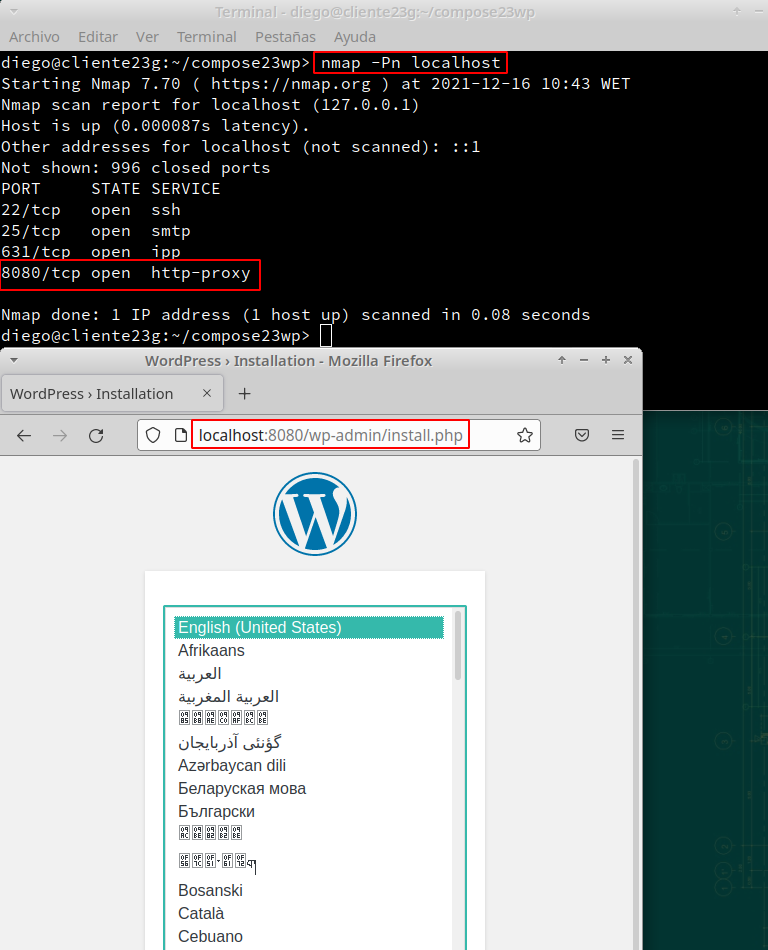 Terminal - diego@cliente23g:~/compose23wp
Archivo Editar Ver Terminal Pestañas Ayuda
diego@cliente23g:~/compose23wp> nmap -Pn localhost
Starting Nmap 7.70 ( https://nmap.org ) at 2021-12-16 10:43 WET
Nmap scan report for localhost (127.0.0.1)
Host is up (0.000087s latency).
Other addresses for localhost (not scanned): ::1
Not shown: 996 closed ports
PORT     STATE SERVICE
22/tcp   open  ssh
25/tcp   open  smtp
631/tcp  open  ipp
8080/tcp open  http-proxy
Nmap done: 1 IP address (1 host up) scanned in 0.08 seconds
diego@cliente23g:~/compose23wp>
WordPress › Installation - Mozilla Firefox
WordPress › Installation
localhost:8080/wp-admin/install.php
English (United States)
Afrikaans
العربية
العربية المغربية
گؤنئی آذربایجان
Azərbaycan dili
Беларуская мова
Български
Bosanski
Català
Cebuano